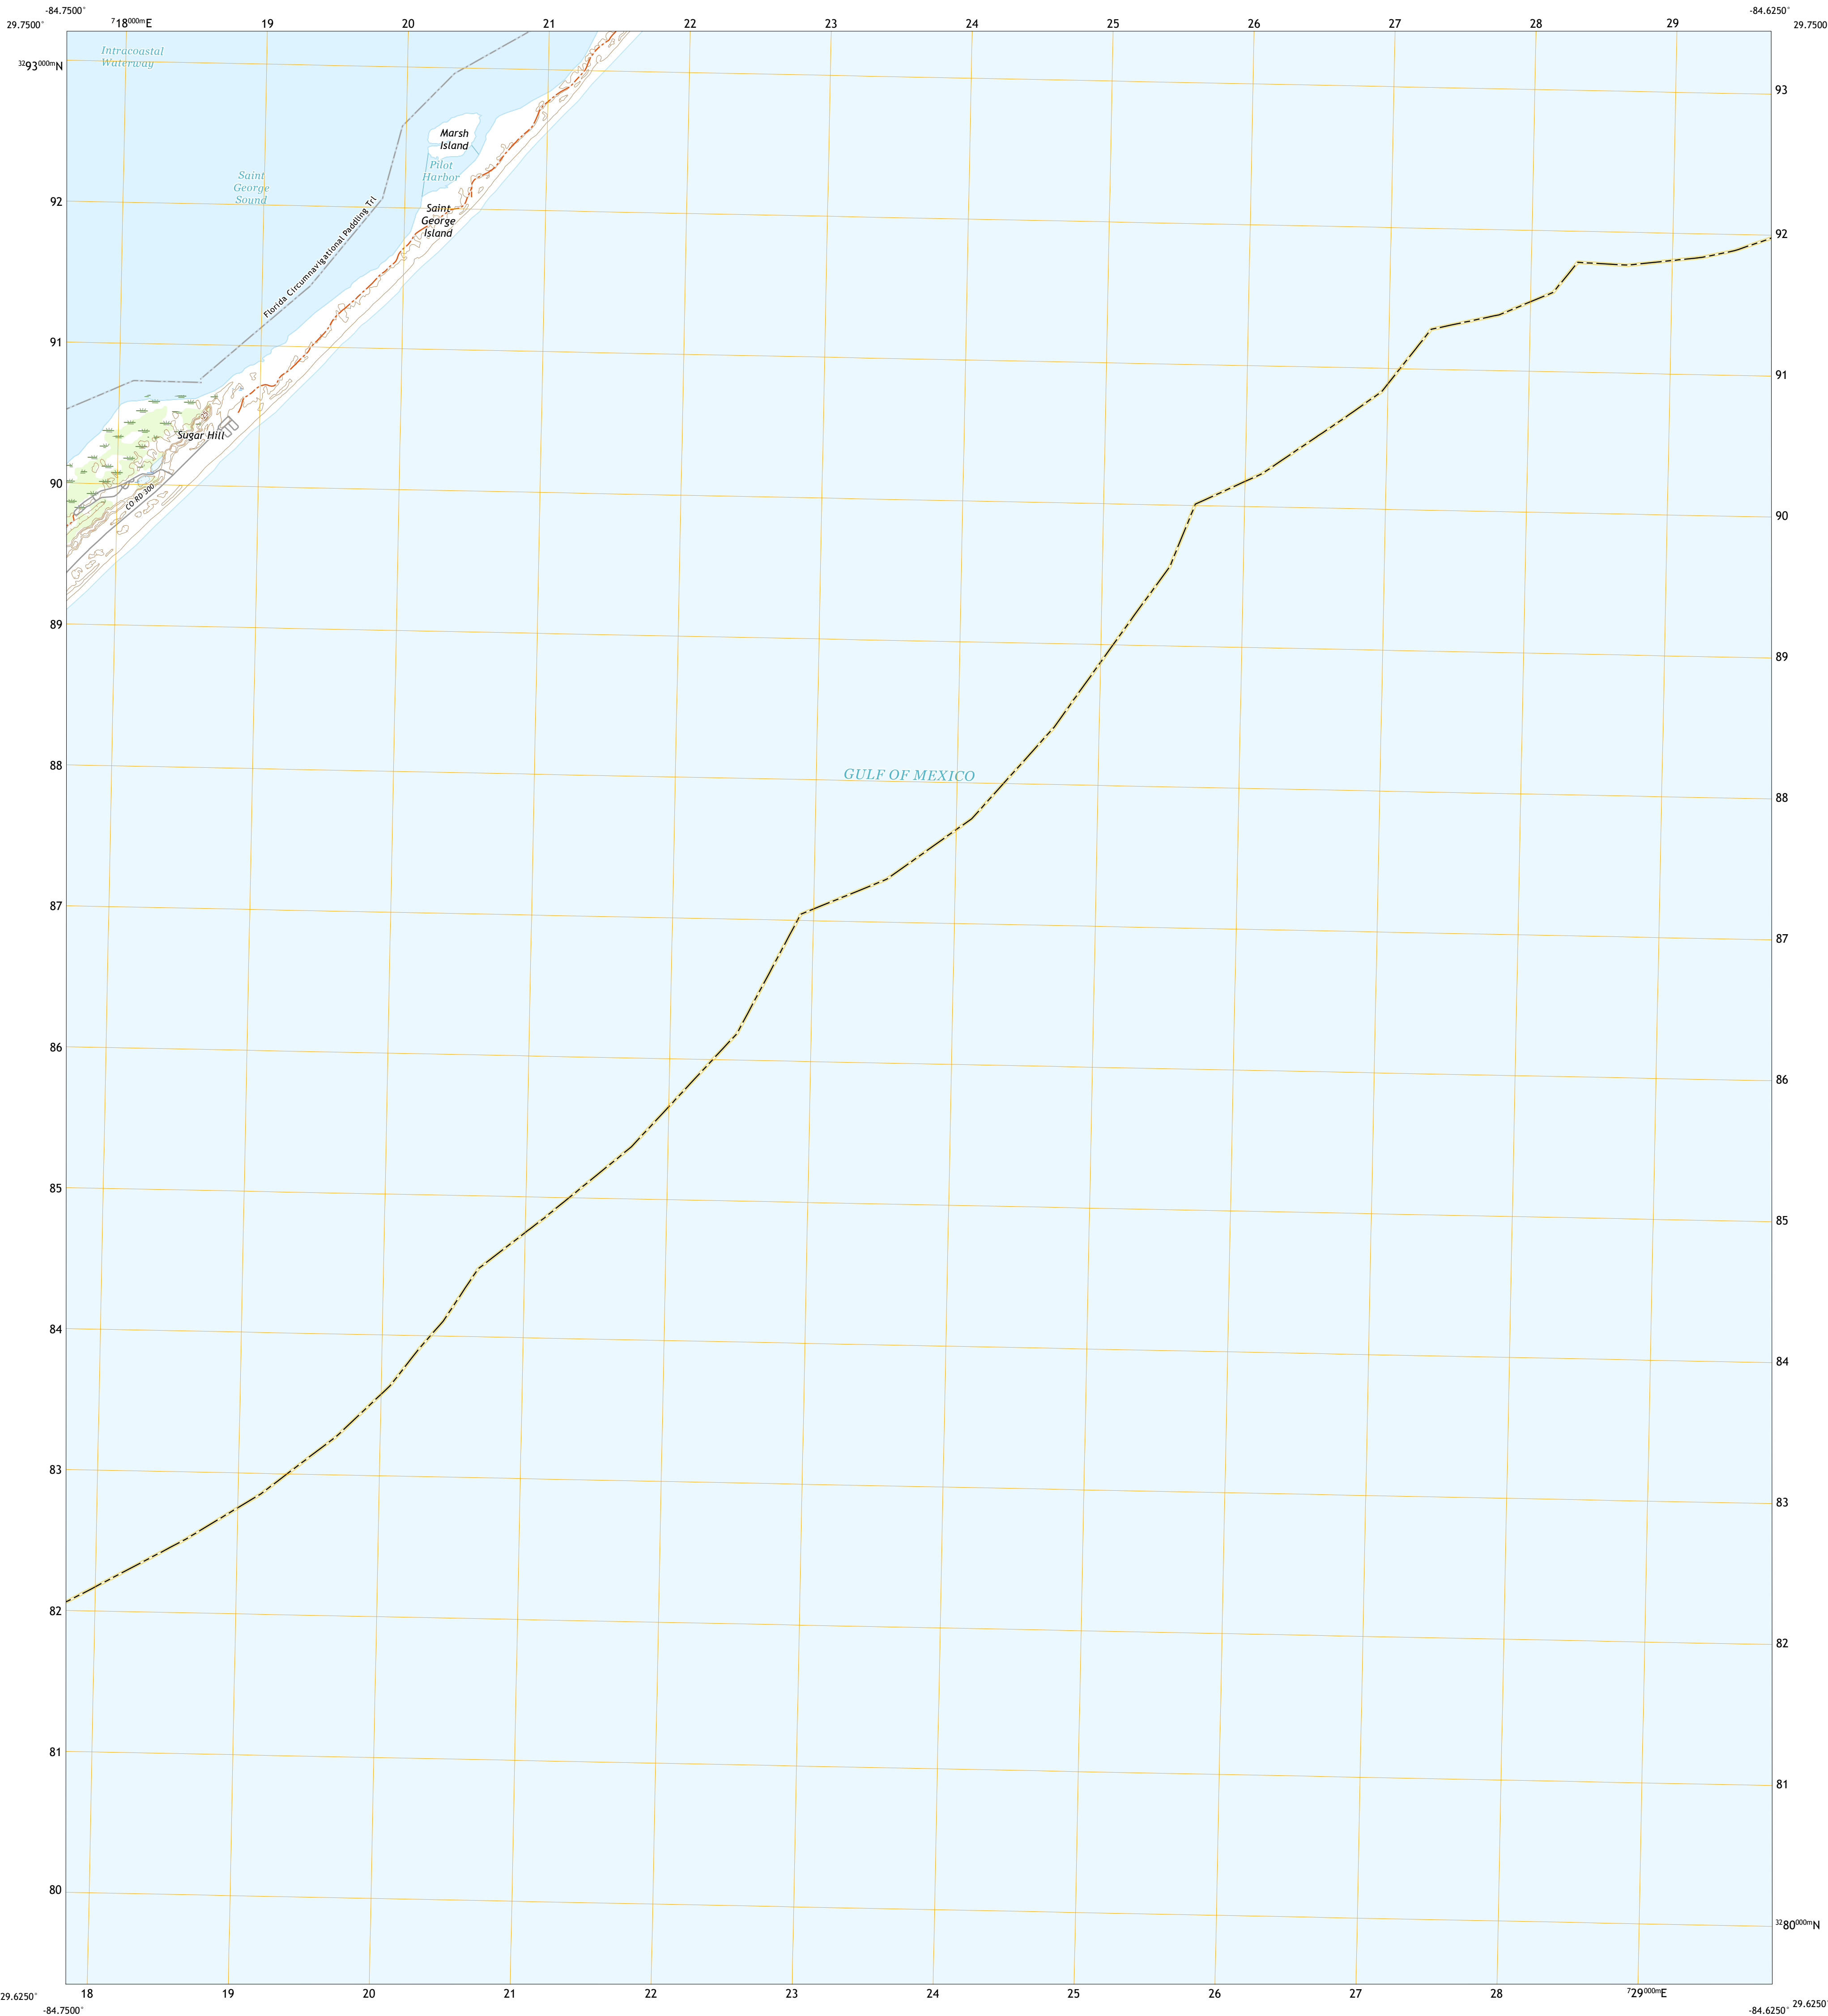 -84.7500°
-84.6250°
29.7500°
⁷18⁰⁰⁰ᵐE
19
20
21
22
23
24
25
26
27
28
29
29.7500
Intracoastal
Waterway
³²93⁰⁰⁰ᵐN
93
Marsh
Island
Pilot
Harbor
Saint
George
Sound
92
Saint
George
Island
92
Florida Circumnavigational Paddling Trl
91
91
Sugar Hill
90
CO RD 300
90
89
89
GULF OF MEXICO
88
88
87
87
86
86
85
85
84
84
83
83
82
82
81
81
80
³²80⁰⁰⁰ᵐN
29.6250°
18
19
20
21
22
23
24
25
26
27
28
⁷29⁰⁰⁰ᵐE
29.6250°
-84.7500°
-84.6250°